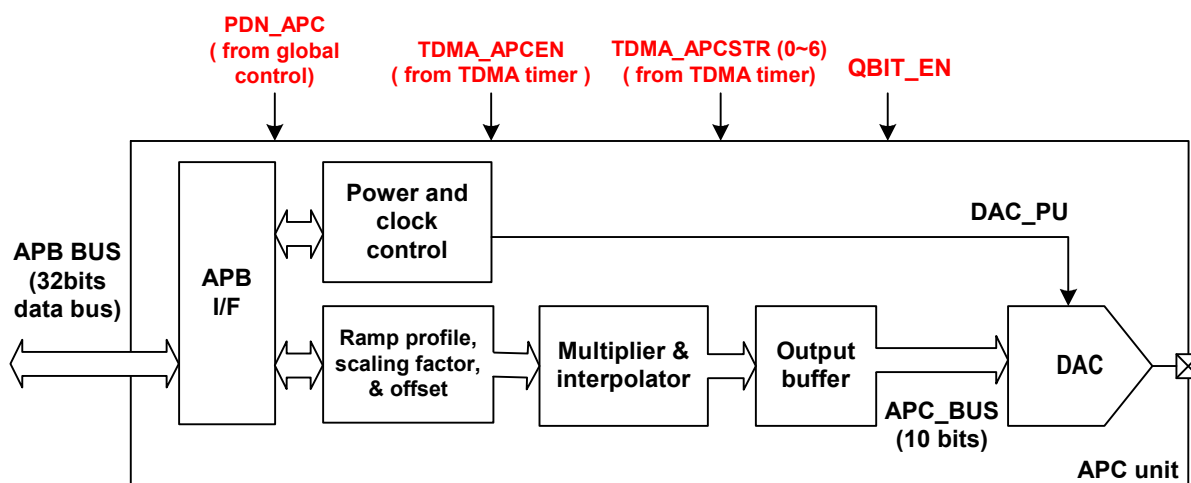 PDN_APC
( from global
control)
TDMA_APCEN
( from TDMA timer )
TDMA_APCSTR (0~6)
( from TDMA timer)
QBIT_EN
Power and
clock
control
DAC_PU
APB BUS
(32bits
data bus)
APB
I/F
Ramp profile,
scaling factor,
& offset
Multiplier &
interpolator
Output
buffer
DAC
APC_BUS
(10 bits)
APC unit